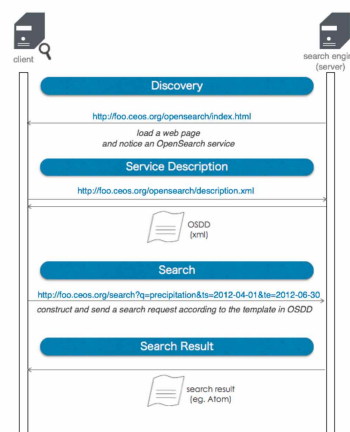 client
search engin
(server)
Discovery
http://foo.ceos.org/opensearch/index.html
load a web page
and notice an OpenSearch service
Service Description
http://foo.ceos.org/opensearch/description.xml
OSDD
(xml)
Search
http://foo.ceos.org/search?q=precipitation&ts=2012-04-01&te=2012-06-30
construct and send a search request according to the template in OSDD
Search Result
search result
(eg. Atom)